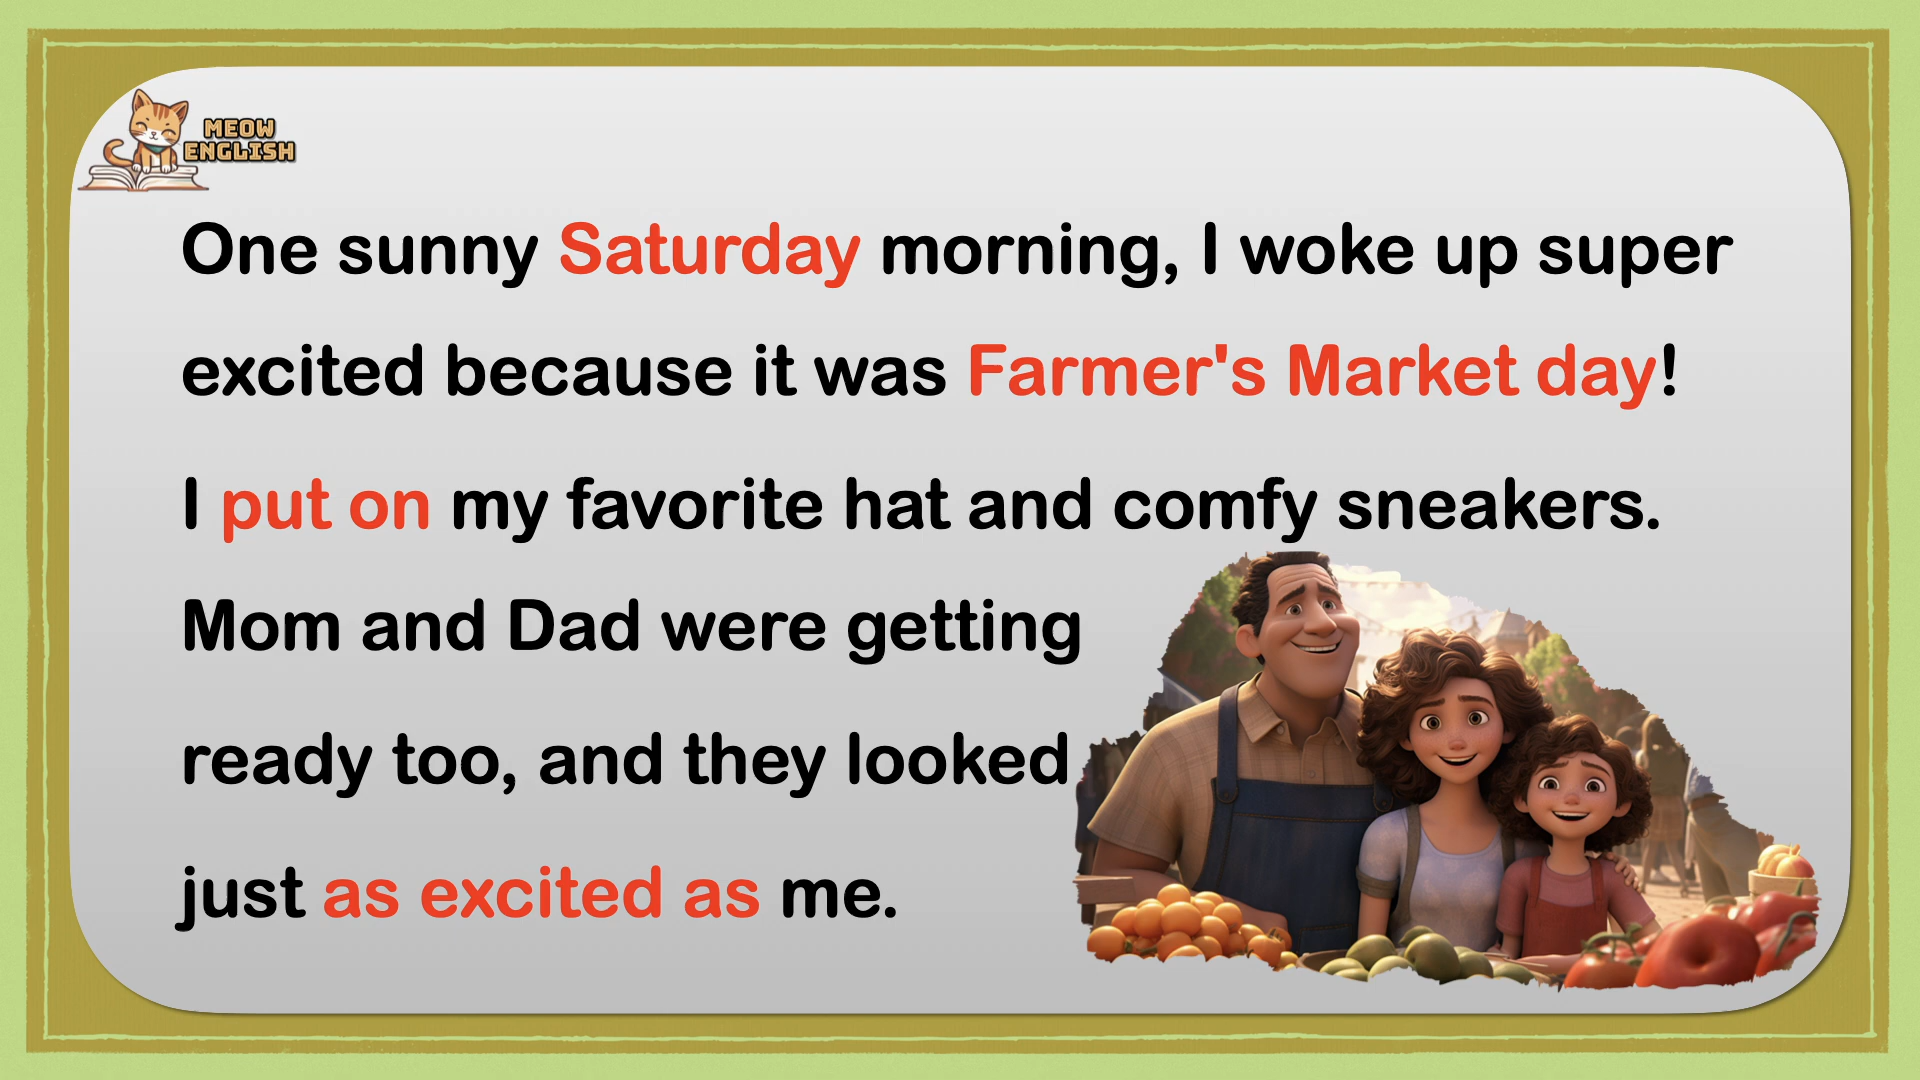 MEOW
ENGLISH
One sunny Saturday morning, I woke up super
excited because it was Farmer's Market day!
I put on my favorite hat and comfy sneakers.
Mom and Dad were getting
ready too, and they looked
just as excited as me.